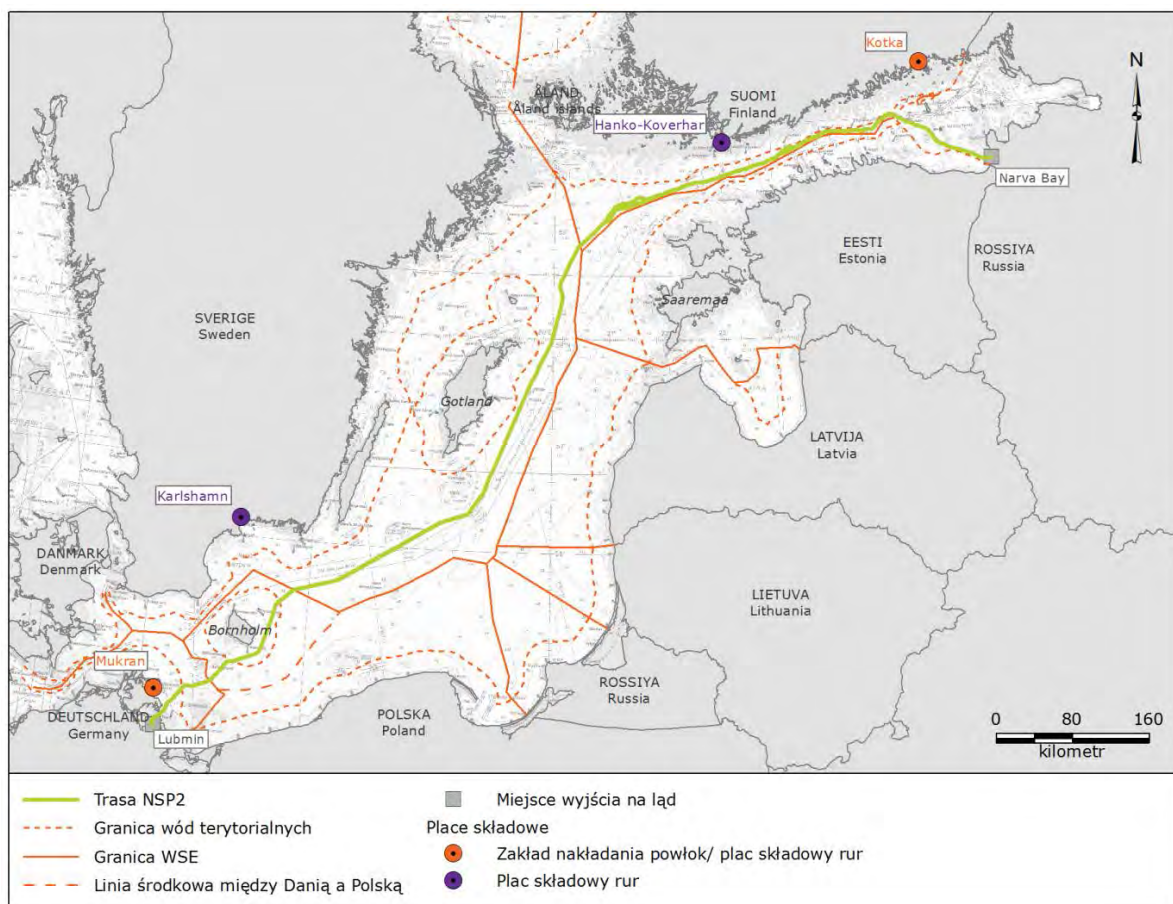 Kotka
N
ÅLAND
Åland islands
SUOMI
Finland
Hanko-Koverhar
Narva Bay
EESTI
Estonia
ROSSIYA
Russia
SVERIGE
Sweden
Saaremaa
Gotland
LATVIJA
Latvia
Karlshamn
DANMARK
Denmark
LIETUVA
Lithuania
Bornholm
Mukran
ROSSIYA
Russia
DEUTSCHLAND
Germany
Lubmin
POLSKA
Poland
0 80 160
kilometr
Trasa NSP2
Granica wód terytorialnych
Granica WSE
Linia środkowa między Danią a Polską
Miejsce wyjścia na ląd
Place składowe
Zakład nakładania powłok/ plac składowy rur
Plac składowy rur